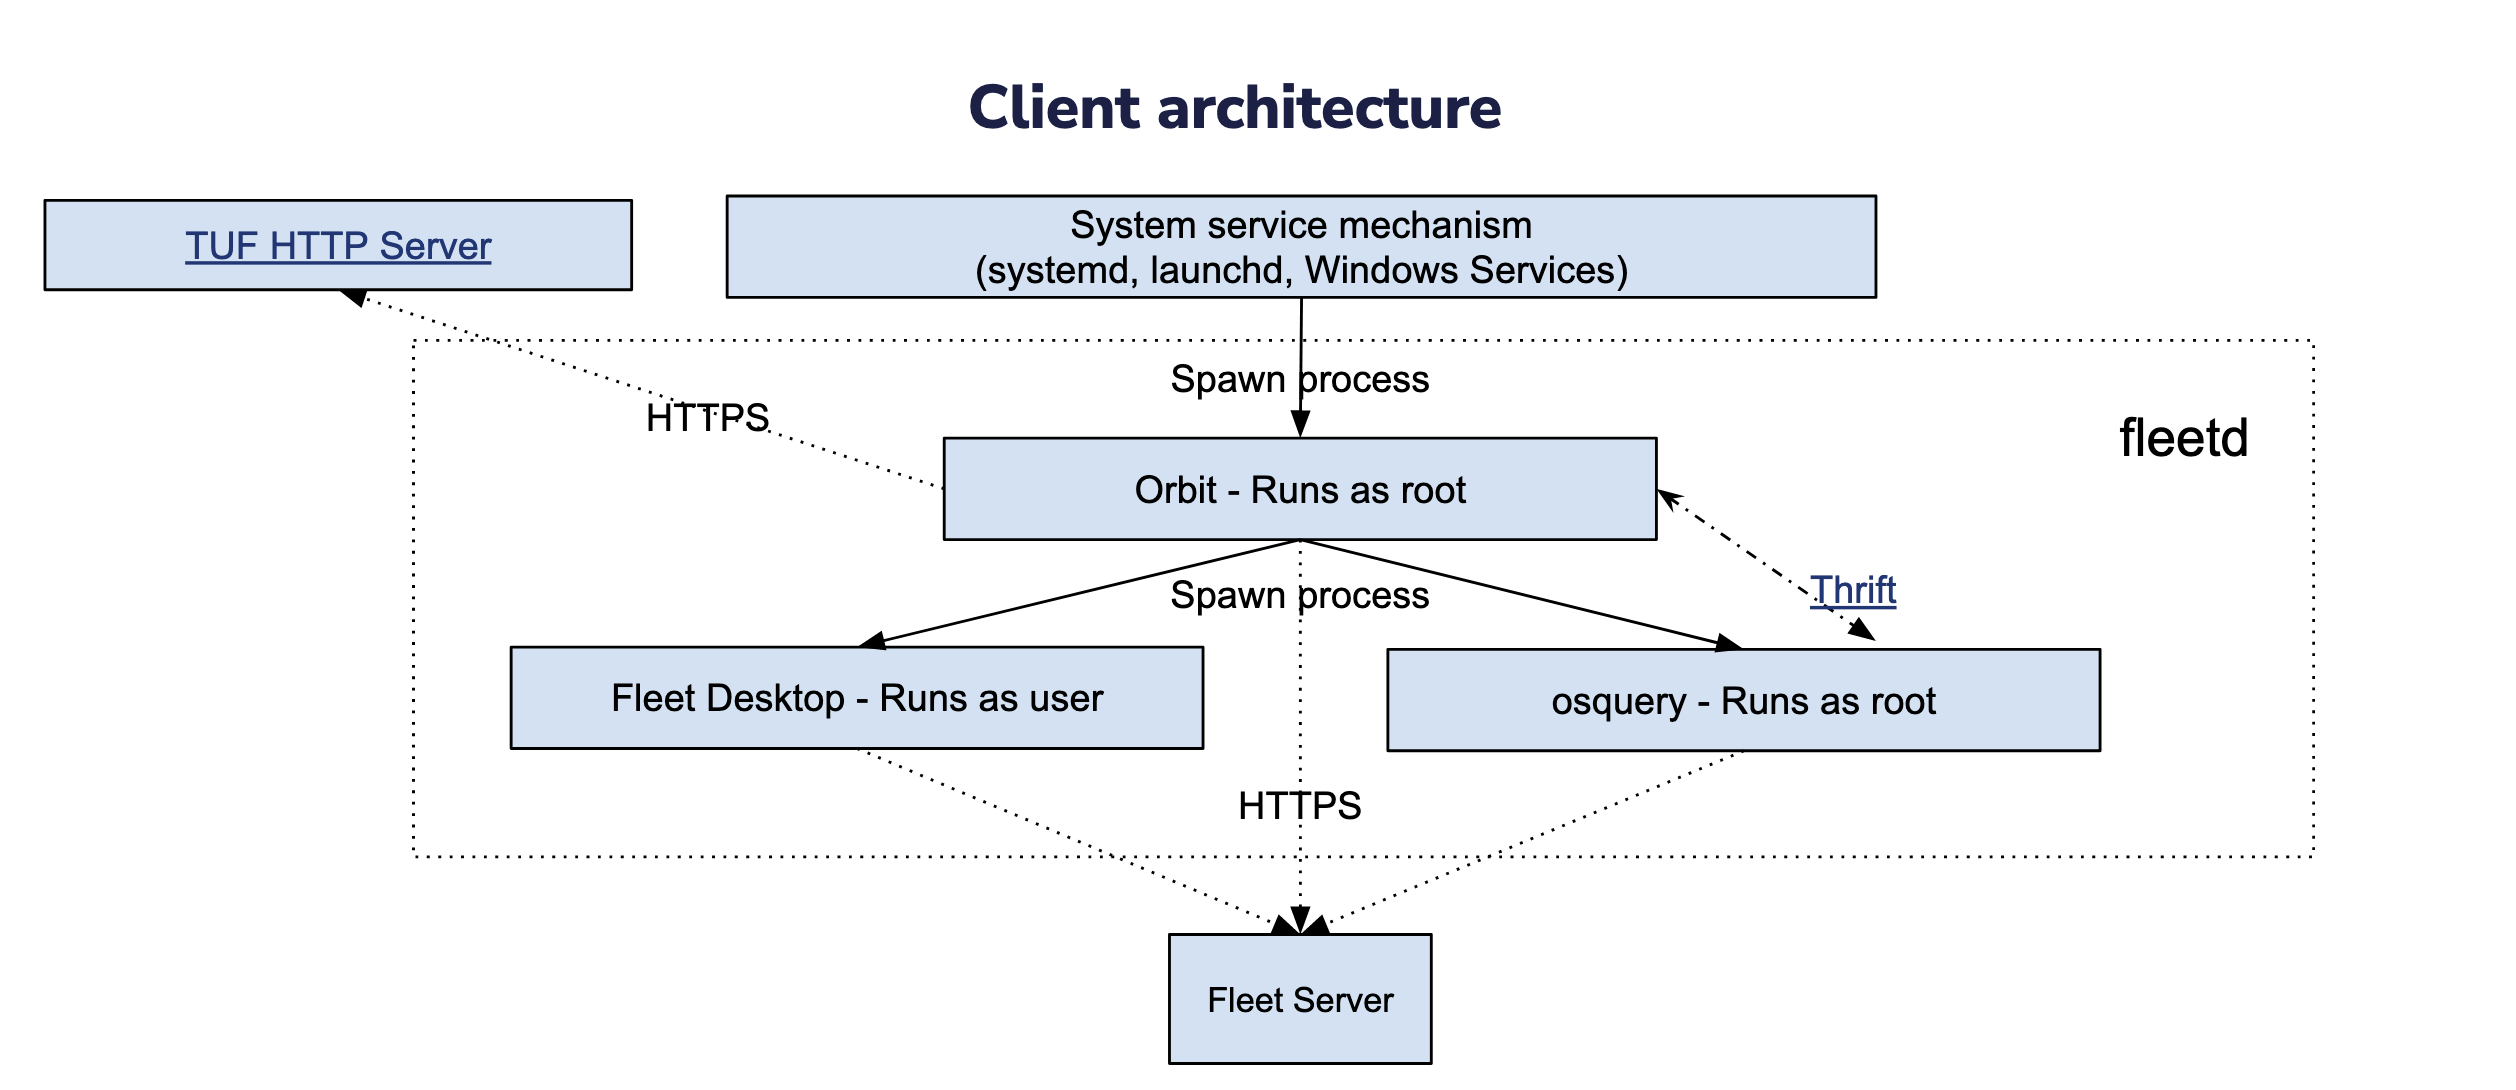 Client architecture
TUF HTTP Server
System service mechanism
(systemd, launchd, Windows Services)
Spawn process
HTTPS
fleetd
Orbit - Runs as root
Thrift
Spawn process
Fleet Desktop - Runs as user
osquery - Runs as root
HTTPS
Fleet Server